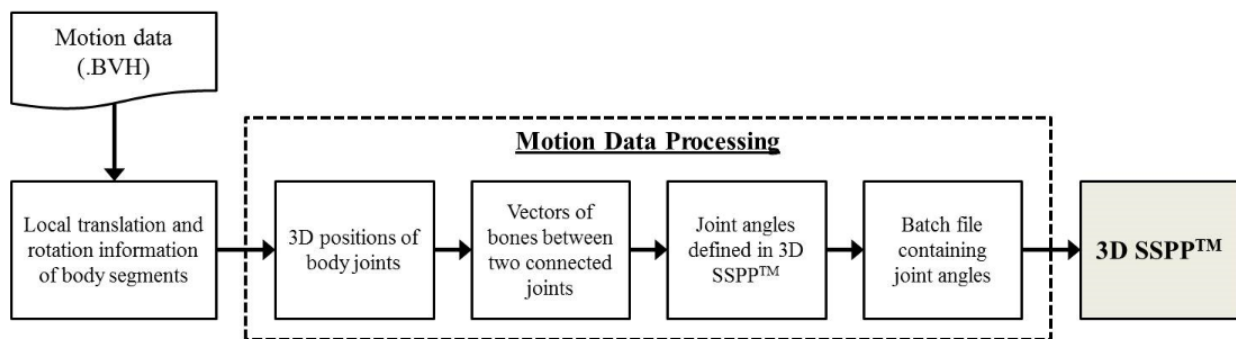 Motion data
(.BVH)
Motion Data Processing
Local translation and
rotation information
of body segments
3D positions of
body joints
Vectors of
bones between
two connected
joints
Joint angles
defined in 3D
SSPP™
Batch file
containing
joint angles
3D SSPP™